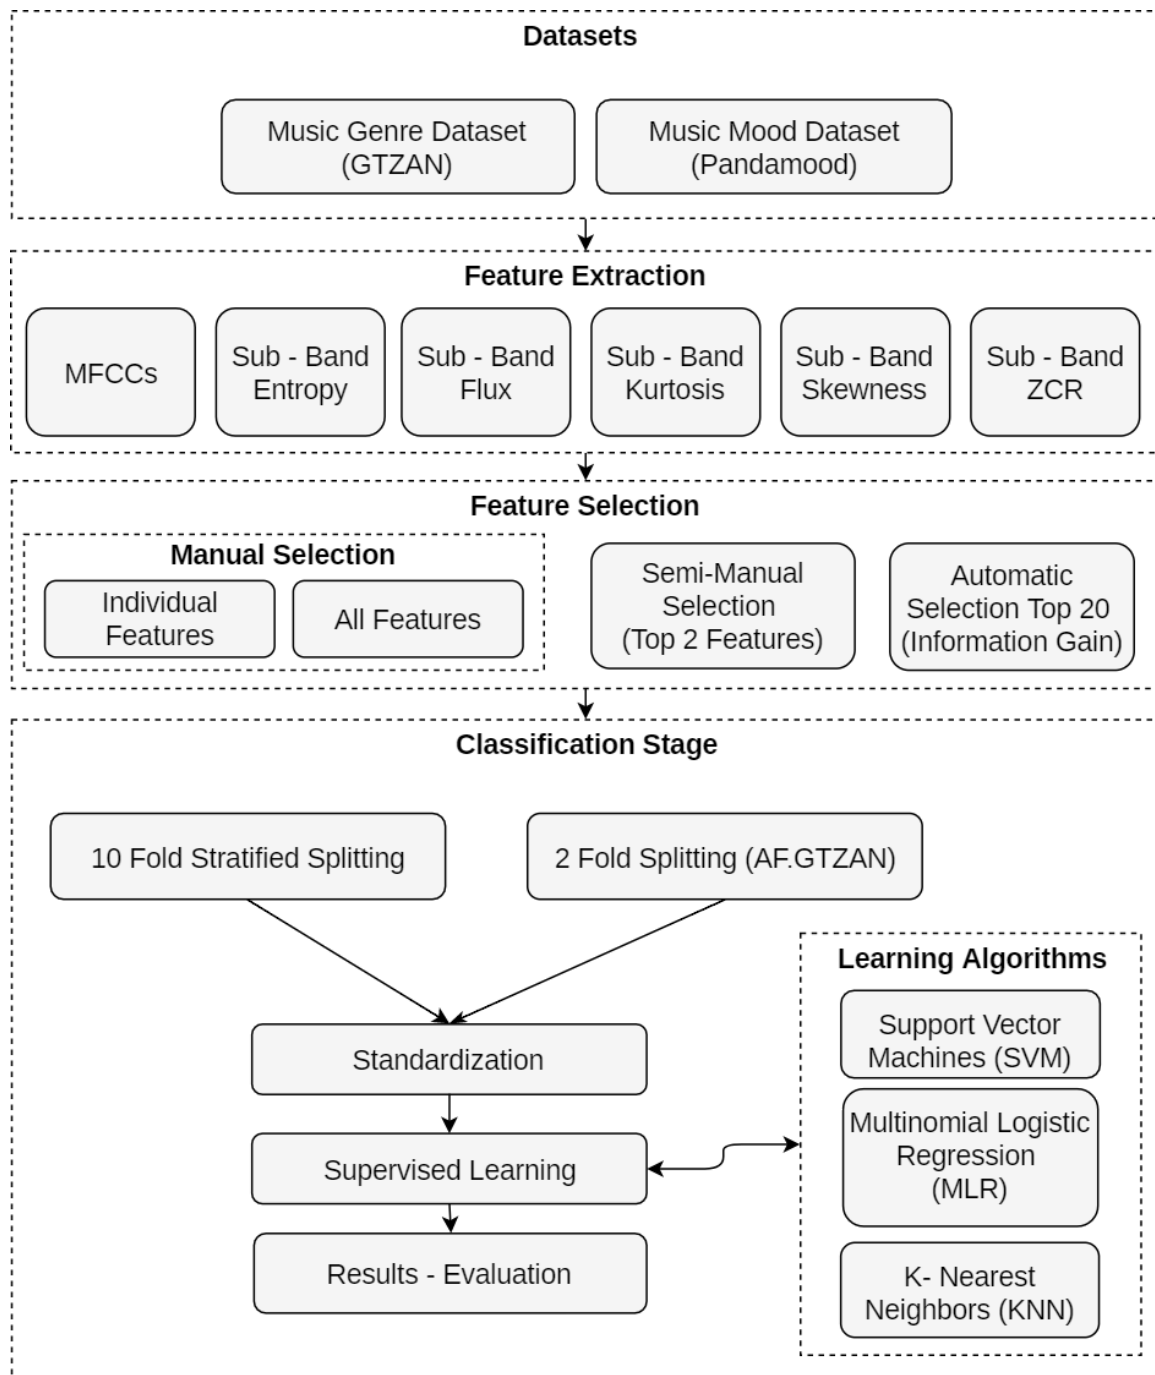 Datasets
Music Genre Dataset
(GTZAN)
Music Mood Dataset
(Pandamood)
Feature Extraction
MFCCs
Sub - Band
Entropy
Sub - Band
Flux
Sub - Band
Kurtosis
Sub - Band
Skewness
Sub - Band
ZCR
Feature Selection
Manual Selection
Individual
Features
All Features
Semi-Manual
Selection
(Top 2 Features)
Automatic
Selection Top 20
(Information Gain)
Classification Stage
10 Fold Stratified Splitting
2 Fold Splitting (AF.GTZAN)
Standardization
Supervised Learning
Results - Evaluation
Learning Algorithms
Support Vector
Machines (SVM)
Multinomial Logistic
Regression
(MLR)
K- Nearest
Neighbors (KNN)